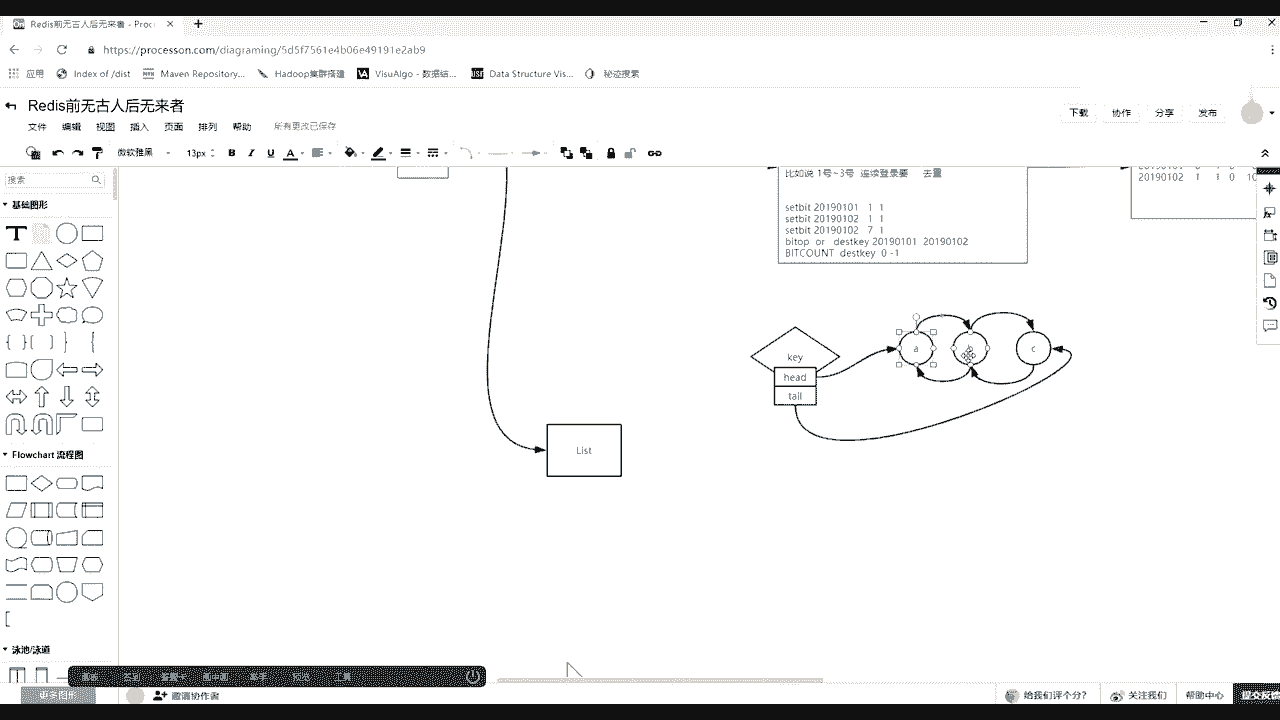 Redis前无古人后无来者 - Proc
https://processon.com/diagraming/5d5f7561e4b06e49191e2ab9
应用 Index of /dist Maven Repository... Hadoop集群搭建 VisuAlgo - 数据结... Data Structure Vis... 秘迹搜索
Redis前无古人后无来者
文件 编辑 视图 插入 页面 排列 帮助 所有更改已保存
下载 协作 分享 发布
微软雅黑 13px B I U A
搜索
基础图形
T
Flowchart 流程图
泳池/泳道
更多图形
比如说 1号~3号 连续登录要 去重
setbit 20190101 1 1
setbit 20190102 1 1
setbit 20190102 7 1
bitop or destkey 20190101 20190102
BITCOUNT destkey 0 -1
20190102 1 1 0 10
key
head
tail
a
c
List
邀请协作者
给我们评个分?
关注我们
帮助中心
提交反馈